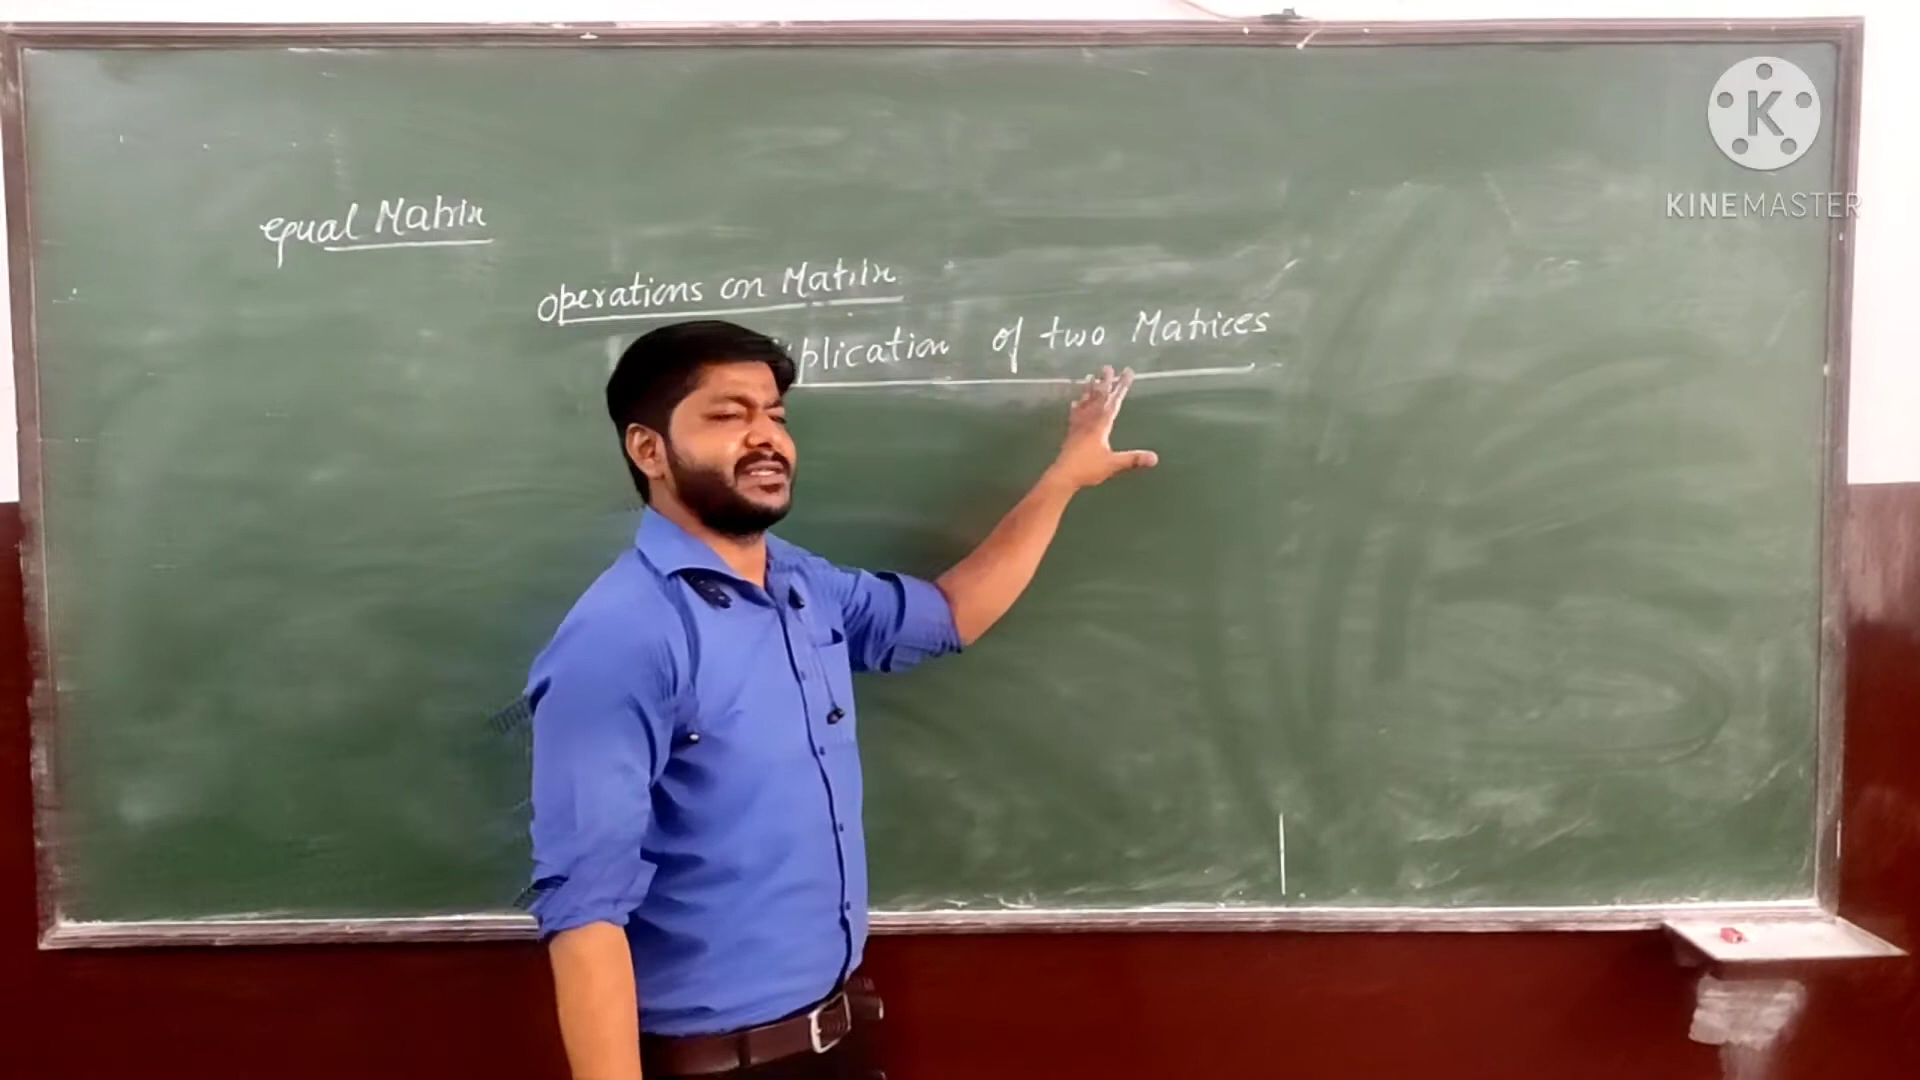 equal Matrix
operations on Matrix
plication of two Matrices
K
KINEMASTER